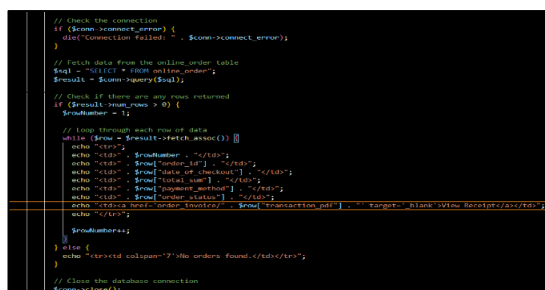 // Check the connection
if ($conn->connect_error) {
die("Connection failed: " . $conn->connect_error);
}
// Fetch data from the online_order table
$sql = "SELECT * FROM online_order";
$result = $conn->query($sql);
// Check if there are any rows returned
if ($result->num_rows > 0) {
$rowNumber = 1;
// Loop through each row of data
while ($row = $result->fetch_assoc()) {
echo "<tr>";
echo "<td>" . $rowNumber . "</td>";
echo "<td>" . $row["order_id"] . "</td>";
echo "<td>" . $row["date_of_checkout"] . "</td>";
echo "<td>" . $row["total_sum"] . "</td>";
echo "<td>" . $row["payment_method"] . "</td>";
echo "<td>" . $row["order_status"] . "</td>";
echo "<td><a href='order_invoice/" . $row["transaction_pdf"] . "' target='_blank'>View Receipt</a></td>";
echo "</tr>";
$rowNumber++;
}
} else {
echo "<tr><td colspan='7'>No orders found.</td></tr>";
}
// Close the database connection
$conn->close();